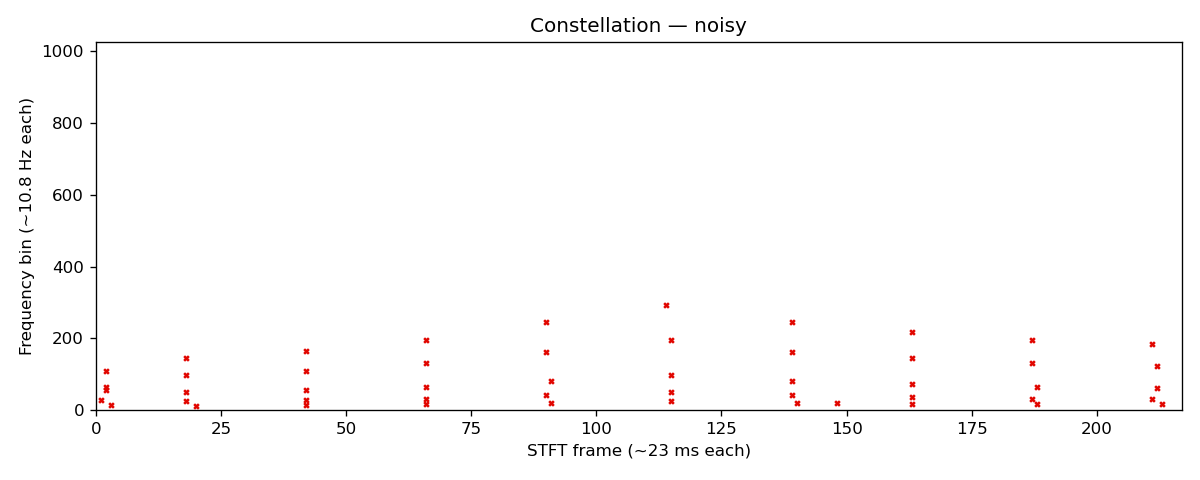 Constellation — noisy
1000
800
600
400
200
0
Frequency bin (~10.8 Hz each)
0 25 50 75 100 125 150 175 200
STFT frame (~23 ms each)